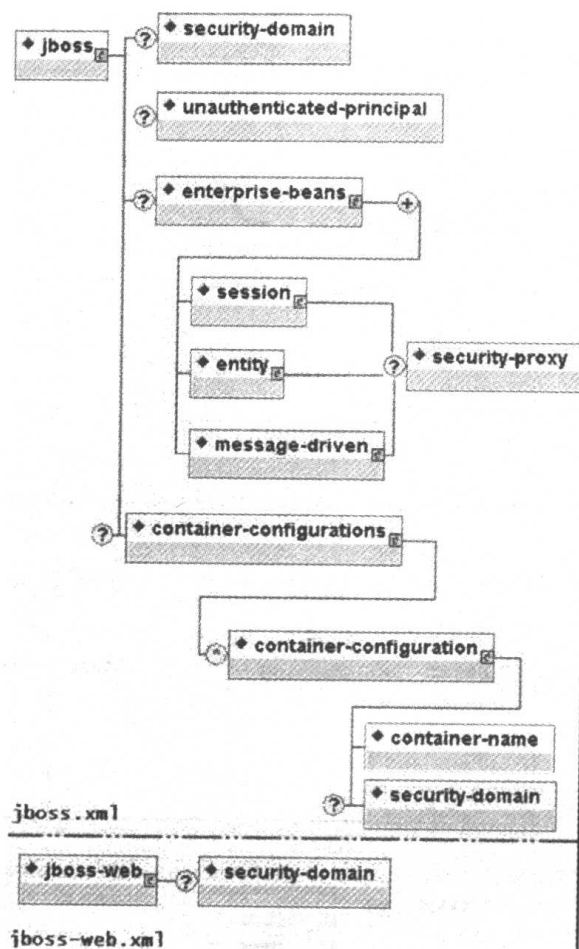 jboss
security-domain
unauthenticated-principal
enterprise-beans
session
entity
security-proxy
message-driven
container-configurations
container-configuration
container-name
security-domain
jboss.xml
jboss-web
security-domain
jboss-web.xml